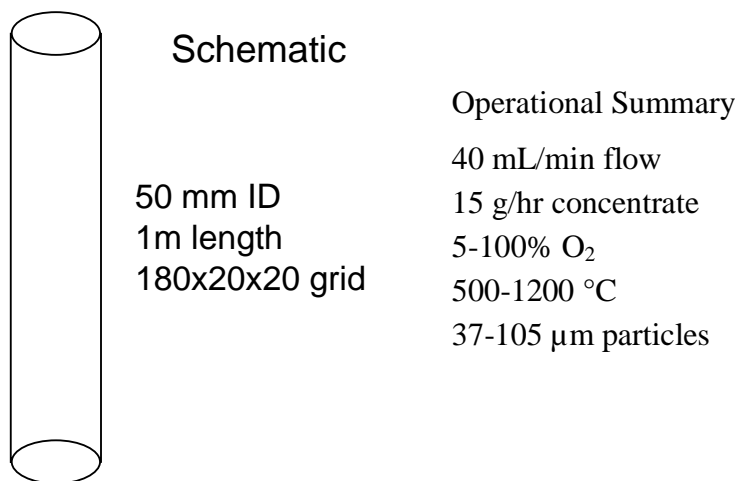 Schematic
50 mm ID
1m length
180x20x20 grid
Operational Summary
40 mL/min flow
15 g/hr concentrate
5-100% O₂
500-1200 °C
37-105 µm particles